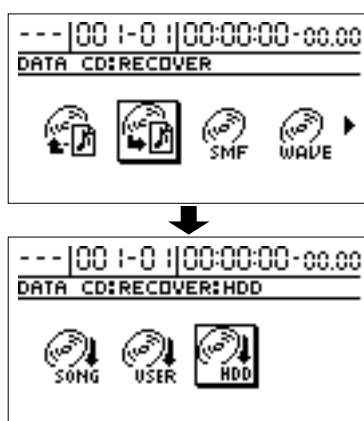 ---|001-01|00:00:00-00.00
DATA CD:RECOVER
SMF WAVE
---|001-01|00:00:00-00.00
DATA CD:RECOVER:HDD
SONG USER HDD